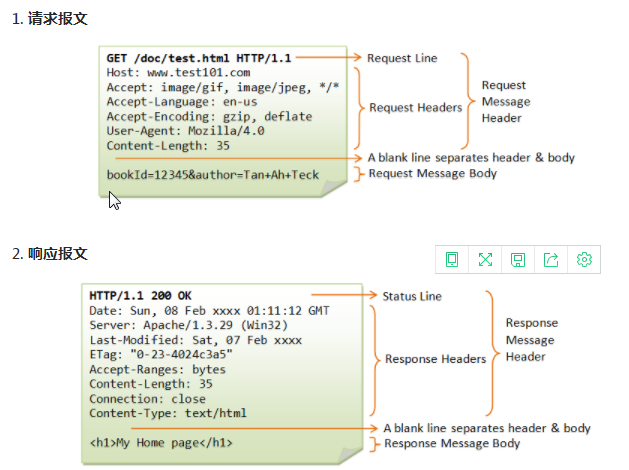 1. 请求报文
GET /doc/test.html HTTP/1.1
Request Line
Host: www.test101.com
Accept: image/gif, image/jpeg, */*
Accept-Language: en-us
Accept-Encoding: gzip, deflate
User-Agent: Mozilla/4.0
Content-Length: 35
Request Headers
Request
Message
Header
A blank line separates header & body
bookId=12345&author=Tan+Ah+Teck
Request Message Body
2. 响应报文
HTTP/1.1 200 OK
Status Line
Date: Sun, 08 Feb xxxx 01:11:12 GMT
Server: Apache/1.3.29 (Win32)
Last-Modified: Sat, 07 Feb xxxx
ETag: "0-23-4024c3a5"
Accept-Ranges: bytes
Content-Length: 35
Connection: close
Content-Type: text/html
Response Headers
Response
Message
Header
A blank line separates header & body
<h1>My Home page</h1>
Response Message Body